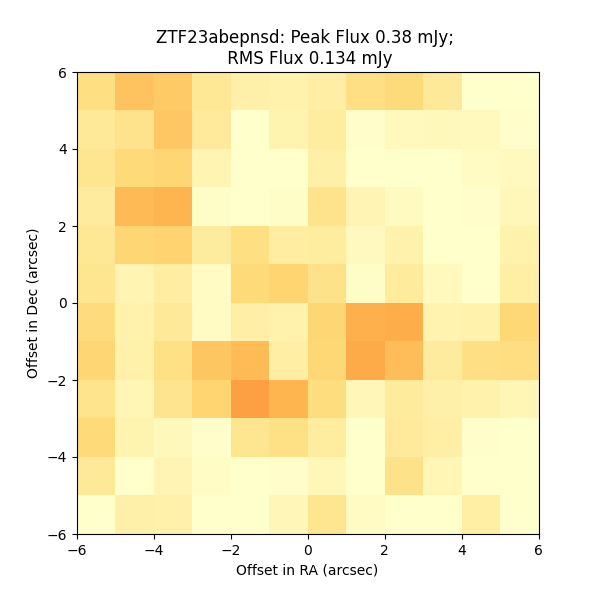 ZTF23abepnsd: Peak Flux 0.38 mJy;
RMS Flux 0.134 mJy
6
4
2
0
−2
−4
−6
Offset in Dec (arcsec)
−6 −4 −2 0 2 4 6
Offset in RA (arcsec)